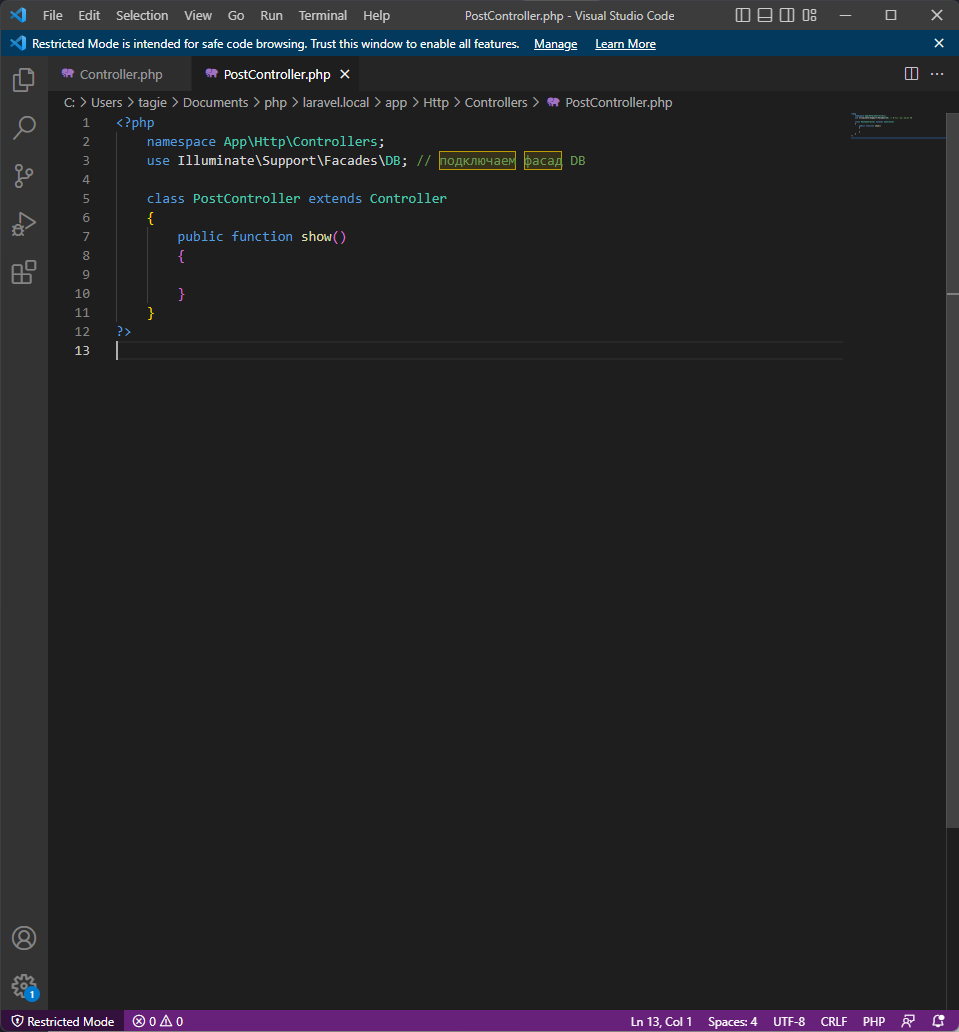 File Edit Selection View Go Run Terminal Help PostController.php - Visual Studio Code
Restricted Mode is intended for safe code browsing. Trust this window to enable all features. Manage Learn More
Controller.php PostController.php
C: > Users > tagie > Documents > php > laravel.local > app > Http > Controllers > PostController.php
1 <?php
2 namespace App\Http\Controllers;
3 use Illuminate\Support\Facades\DB; // подключаем фасад DB
4
5 class PostController extends Controller
6 {
7 public function show()
8 {
9
10 }
11 }
12 ?>
13
1
Restricted Mode 0 0 Ln 13, Col 1 Spaces: 4 UTF-8 CRLF PHP